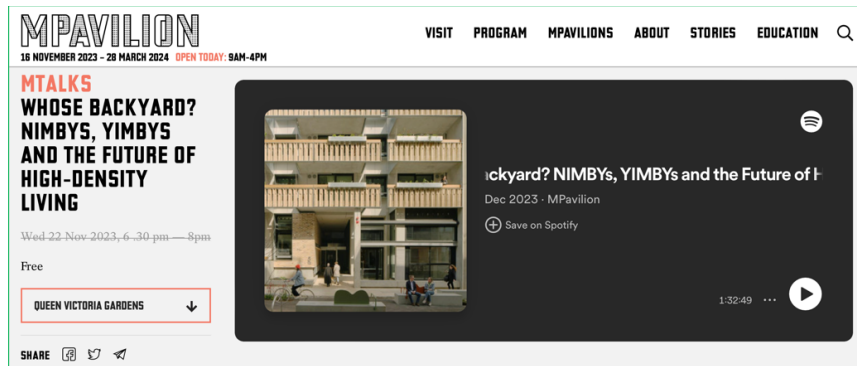 MPAVILION
16 NOVEMBER 2023 – 28 MARCH 2024 OPEN TODAY: 9AM-4PM
VISIT PROGRAM MPAVILIONS ABOUT STORIES EDUCATION
MTALKS
WHOSE BACKYARD?
NIMBYS, YIMBYS
AND THE FUTURE OF
HIGH-DENSITY
LIVING
Wed 22 Nov 2023, 6 .30 pm — 8pm
Free
QUEEN VICTORIA GARDENS
SHARE
ckyard? NIMBYs, YIMBYs and the Future of H
Dec 2023 · MPavilion
Save on Spotify
1:32:49